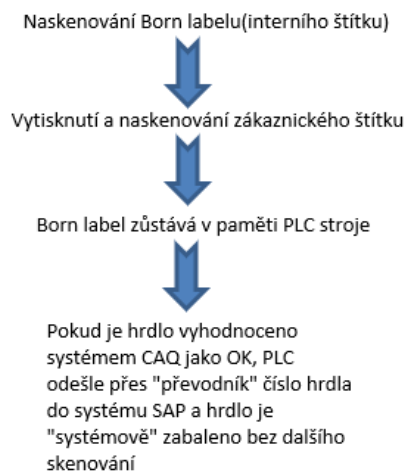 Naskenování Born labelu(interního štítku)
Vytisknutí a naskenování zákaznického štítku
Born label zůstává v paměti PLC stroje
Pokud je hrdlo vyhodnoceno
systémem CAQ jako OK, PLC
odešle přes "převodník" číslo hrdla
do systému SAP a hrdlo je
"systémově" zabaleno bez dalšího
skenování